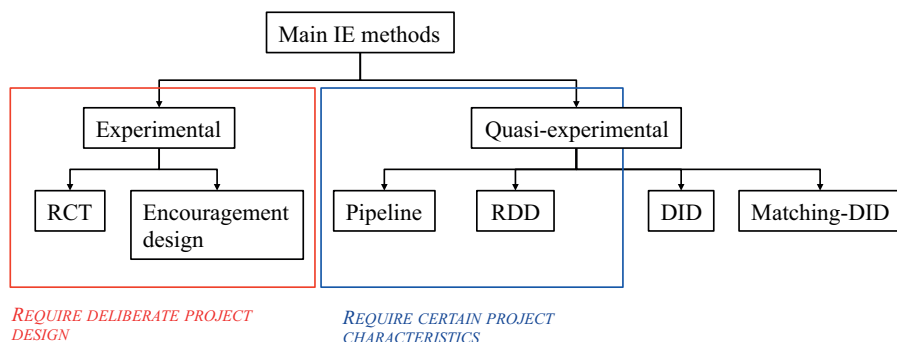 Main IE methods
Experimental
Quasi-experimental
RCT
Encouragement
design
Pipeline
RDD
DID
Matching-DID
REQUIRE DELIBERATE PROJECT
DESIGN
REQUIRE CERTAIN PROJECT
CHARACTERISTICS